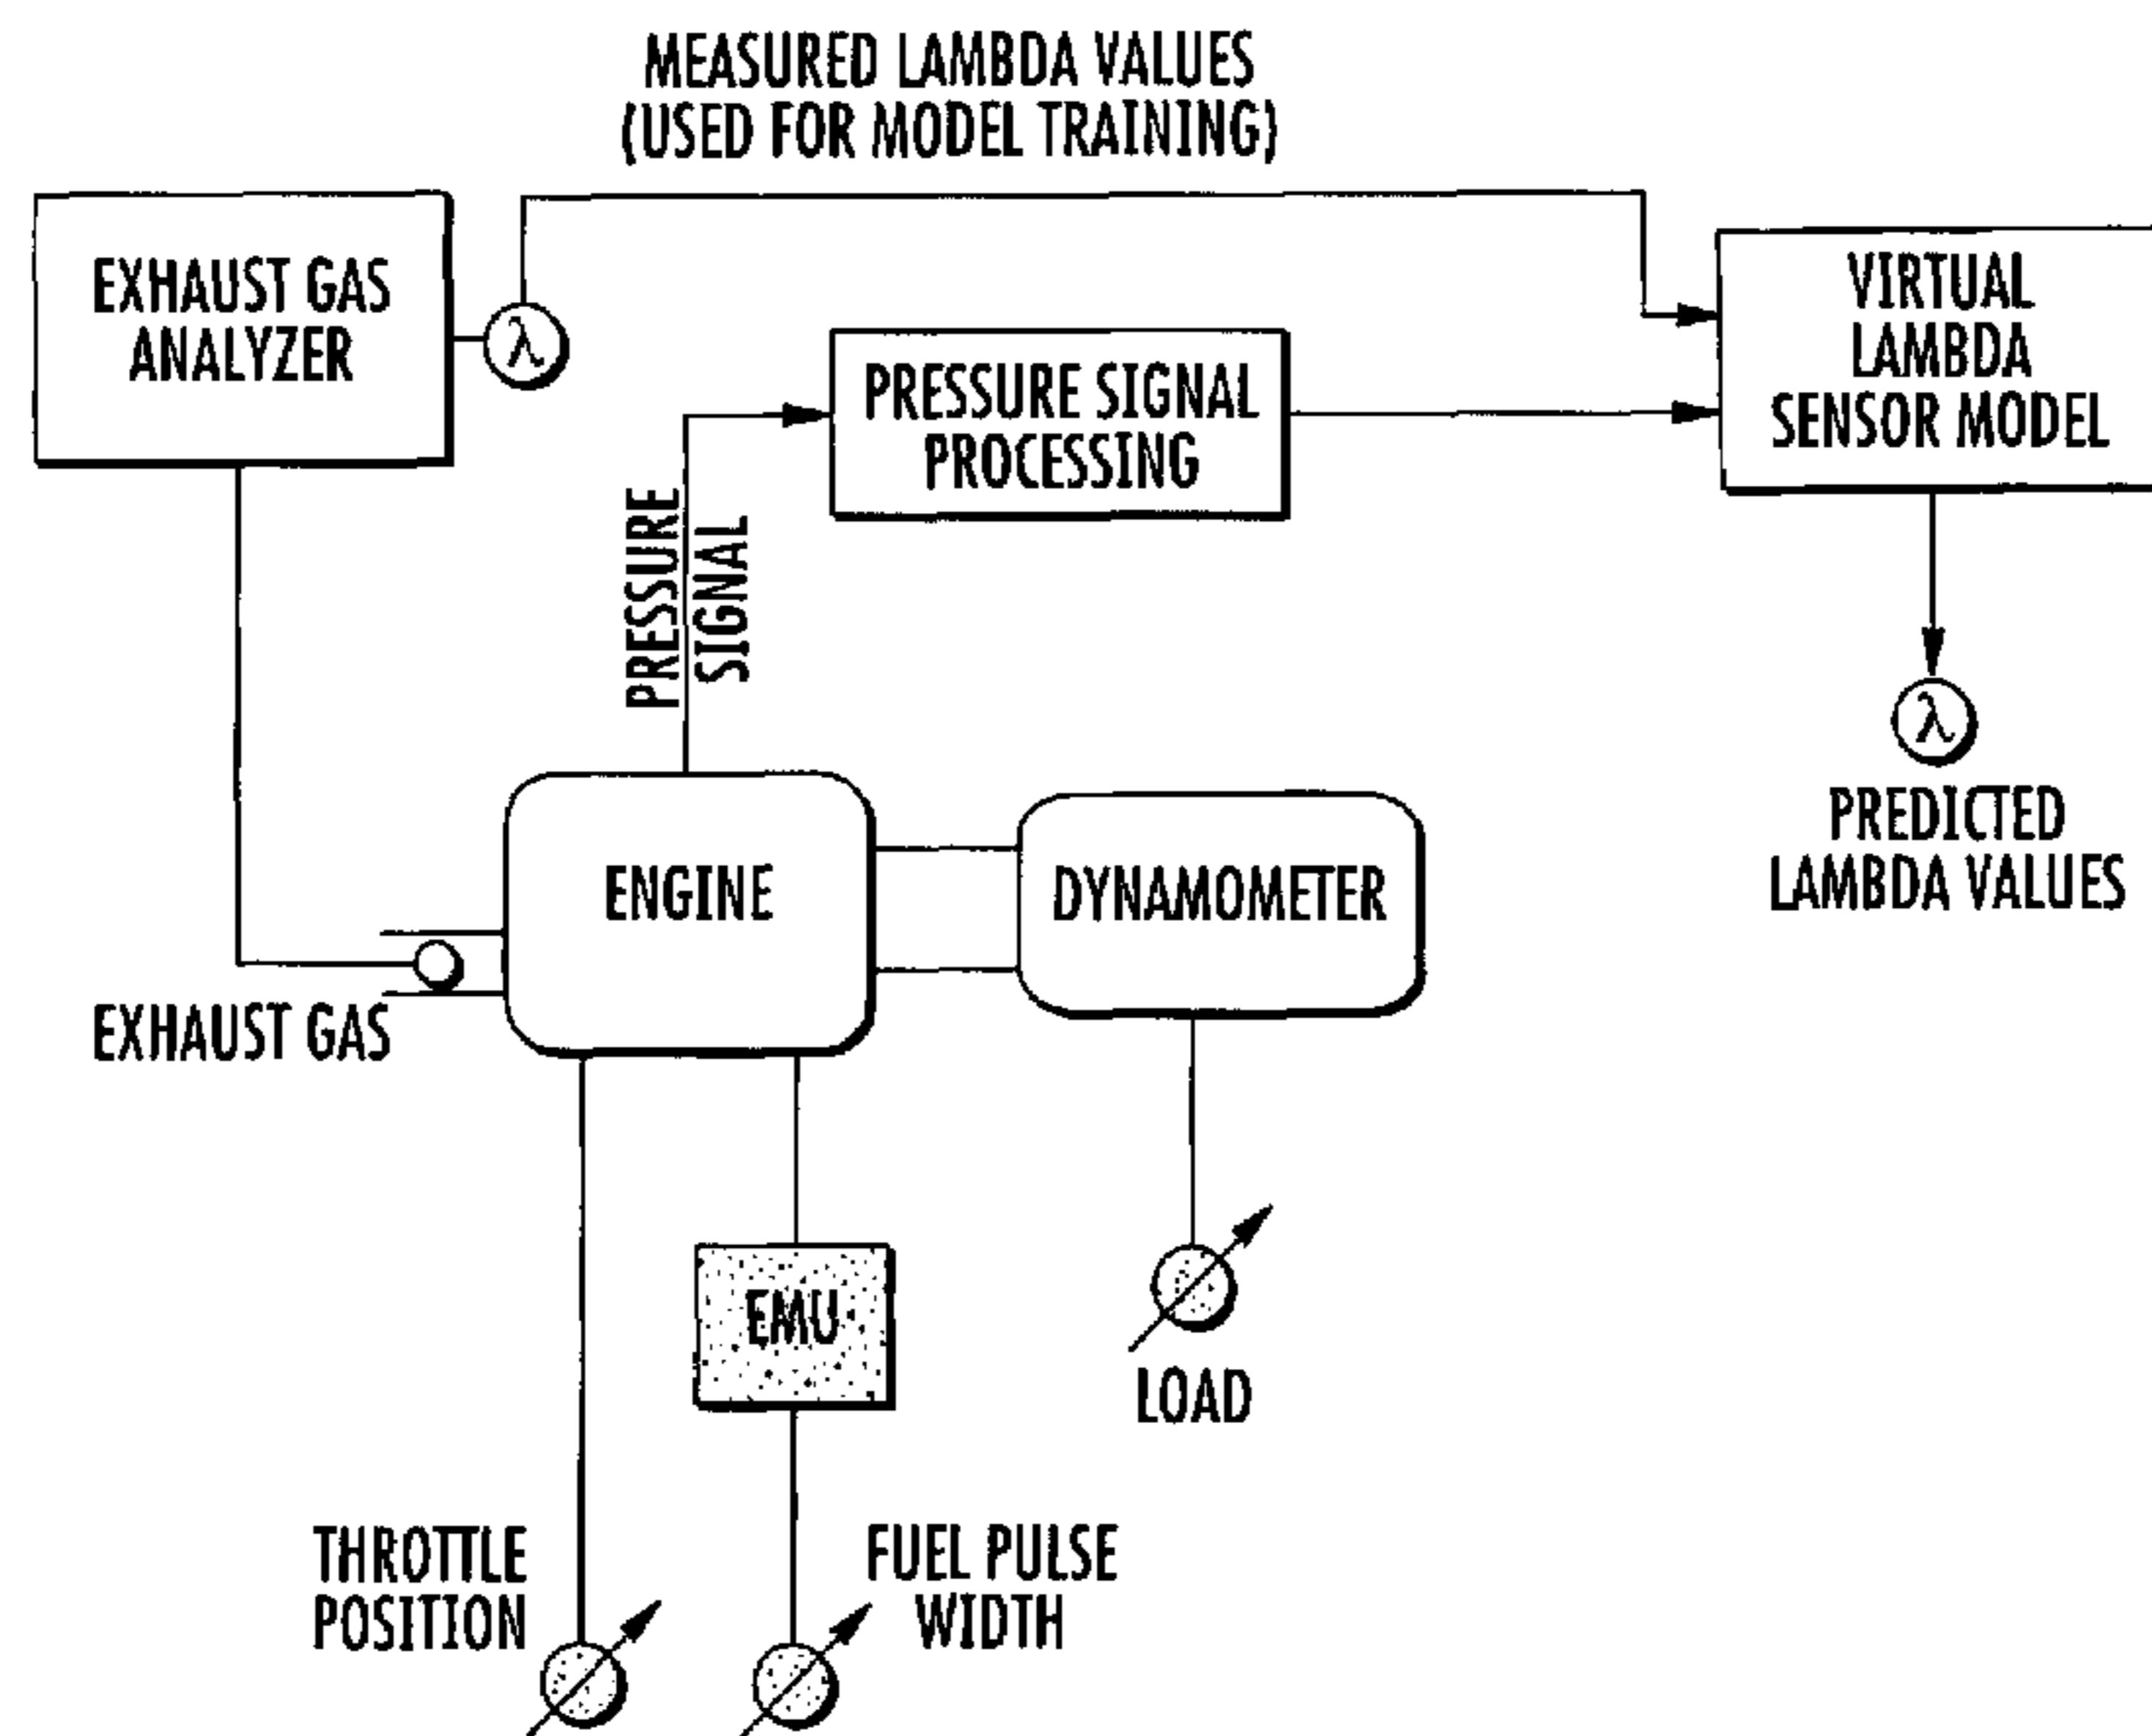 MEASURED LAMBDA VALUES
(USED FOR MODEL TRAINING)
EXHAUST GAS
ANALYZER
λ
VIRTUAL
LAMBDA
SENSOR MODEL
PRESSURE SIGNAL
PROCESSING
PRESSURE
SIGNAL
λ
PREDICTED
LAMBDA VALUES
ENGINE
DYNAMOMETER
EXHAUST GAS
EMU
LOAD
THROTTLE
POSITION
FUEL PULSE
WIDTH